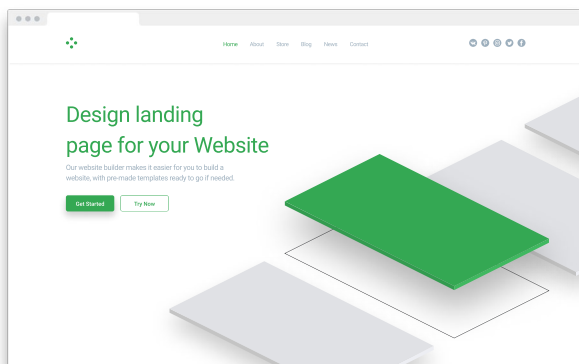 Home About Store Blog News Contact
Design landing
page for your Website
Our website builder makes it easier for you to build a
website, with pre-made templates ready to go if needed.
Get Started Try Now